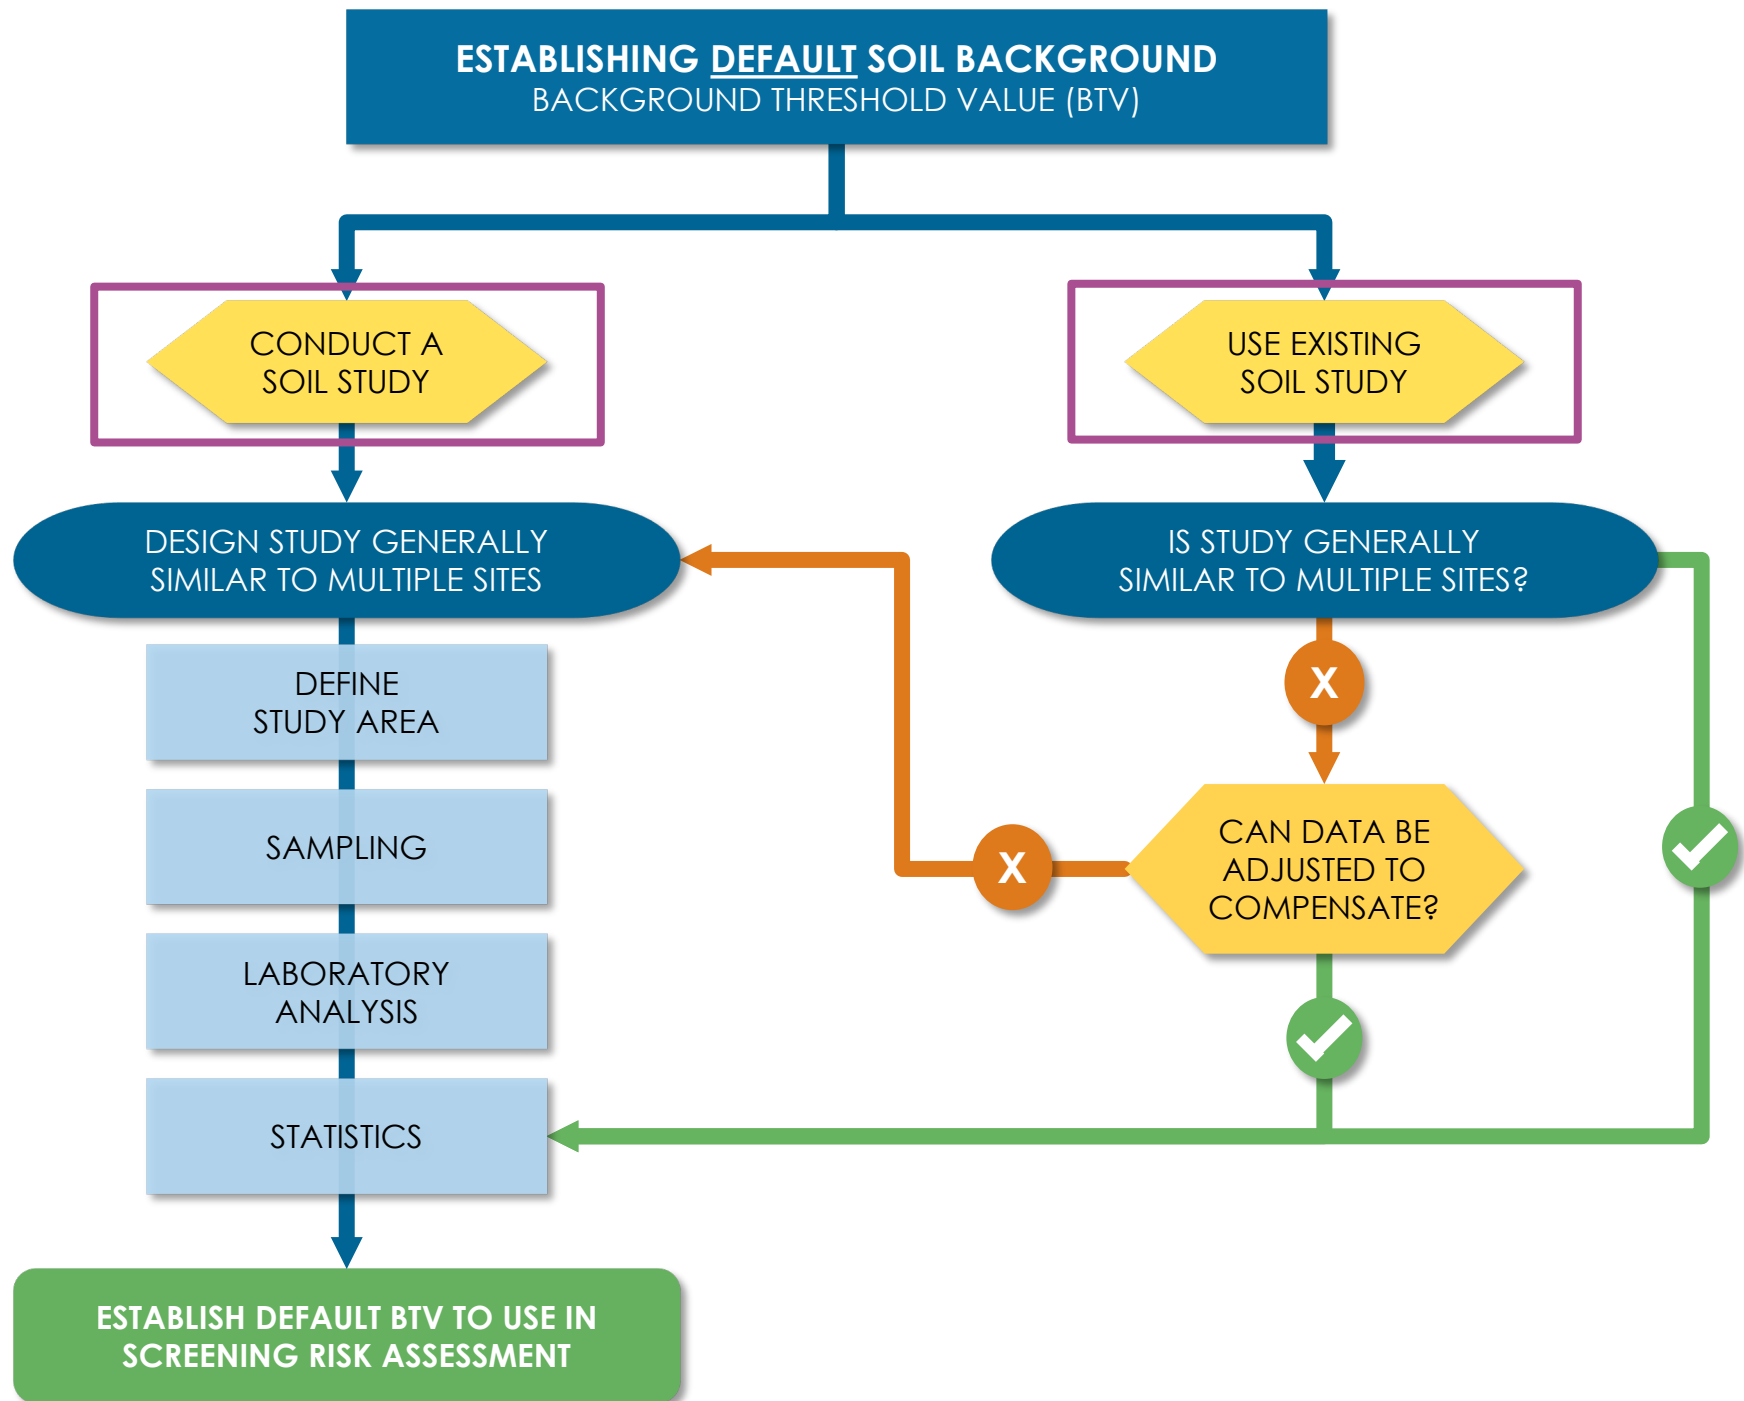 ESTABLISHING DEFAULT SOIL BACKGROUND
BACKGROUND THRESHOLD VALUE (BTV)
CONDUCT A
SOIL STUDY
USE EXISTING
SOIL STUDY
DESIGN STUDY GENERALLY
SIMILAR TO MULTIPLE SITES
IS STUDY GENERALLY
SIMILAR TO MULTIPLE SITES?
DEFINE
STUDY AREA
X
SAMPLING
CAN DATA BE
ADJUSTED TO
COMPENSATE?
X
LABORATORY
ANALYSIS
STATISTICS
ESTABLISH DEFAULT BTV TO USE IN
SCREENING RISK ASSESSMENT